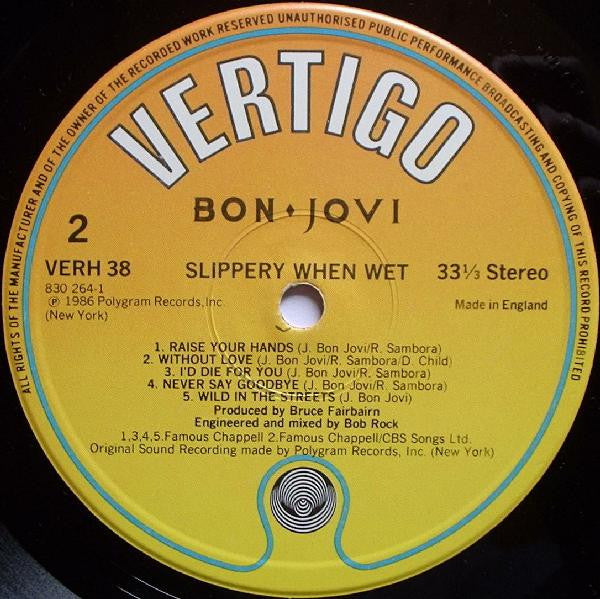 ALL RIGHTS OF THE MANUFACTURER AND OF THE OWNER OF THE RECORDED WORK RESERVED UNAUTHORISED PUBLIC PERFORMANCE BROADCASTING AND COPYING OF THIS RECORD PROHIBITED
VERTIGO
BON♦JOVI
2
VERH 38 SLIPPERY WHEN WET 33⅓ Stereo
830 264-1
℗ 1986 Polygram Records,Inc. Made in England
(New York)
1. RAISE YOUR HANDS (J. Bon Jovi/R. Sambora)
2. WITHOUT LOVE (J. Bon Jovi/R. Sambora/D. Child)
3. I'D DIE FOR YOU (J. Bon Jovi/R. Sambora)
4. NEVER SAY GOODBYE (J. Bon Jovi/R. Sambora)
5. WILD IN THE STREETS (J. Bon Jovi)
Produced by Bruce Fairbairn
Engineered and mixed by Bob Rock
1,3,4,5.Famous Chappell 2.Famous Chappell/CBS Songs Ltd.
Original Sound Recording made by Polygram Records, Inc. (New York)